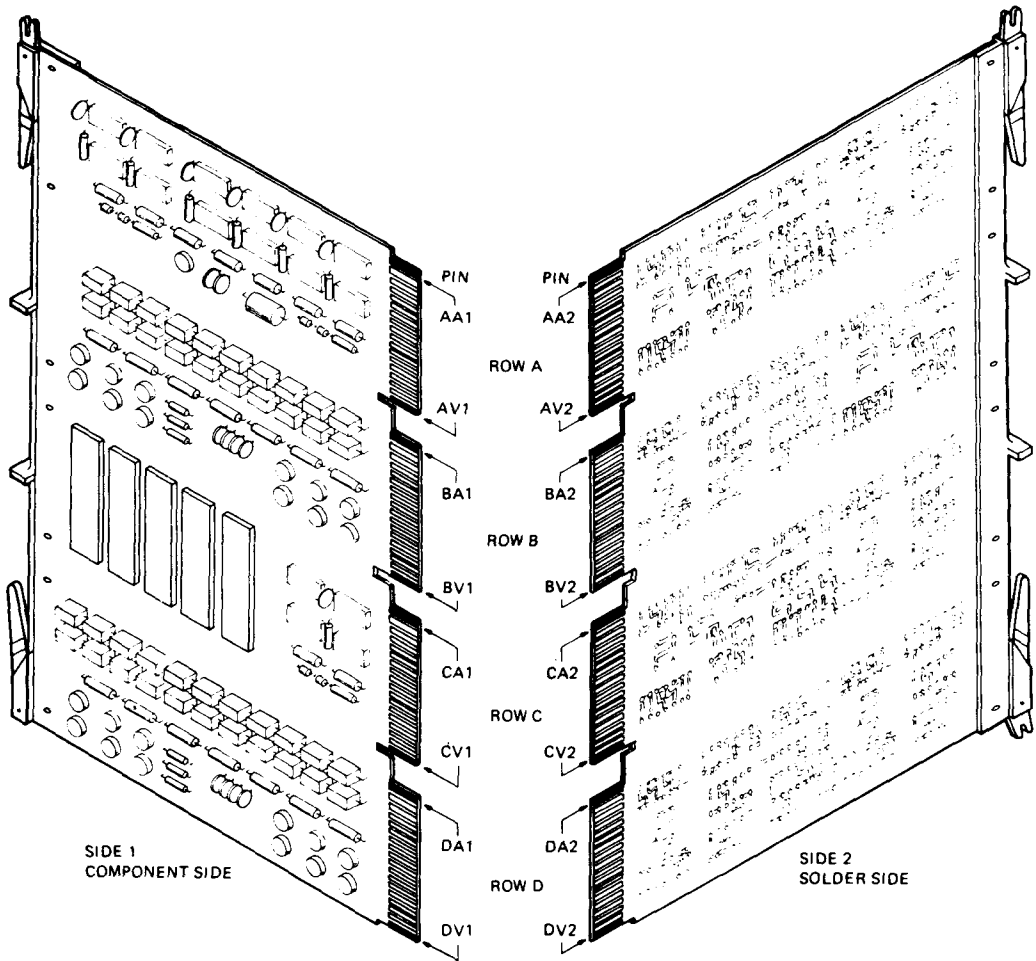 PIN
PIN
AA1
AA2
ROW A
AV1
AV2
BA1
BA2
ROW B
BV1
BV2
CA1
CA2
ROW C
CV1
CV2
DA1
DA2
SIDE 1
COMPONENT SIDE
SIDE 2
SOLDER SIDE
ROW D
DV1
DV2